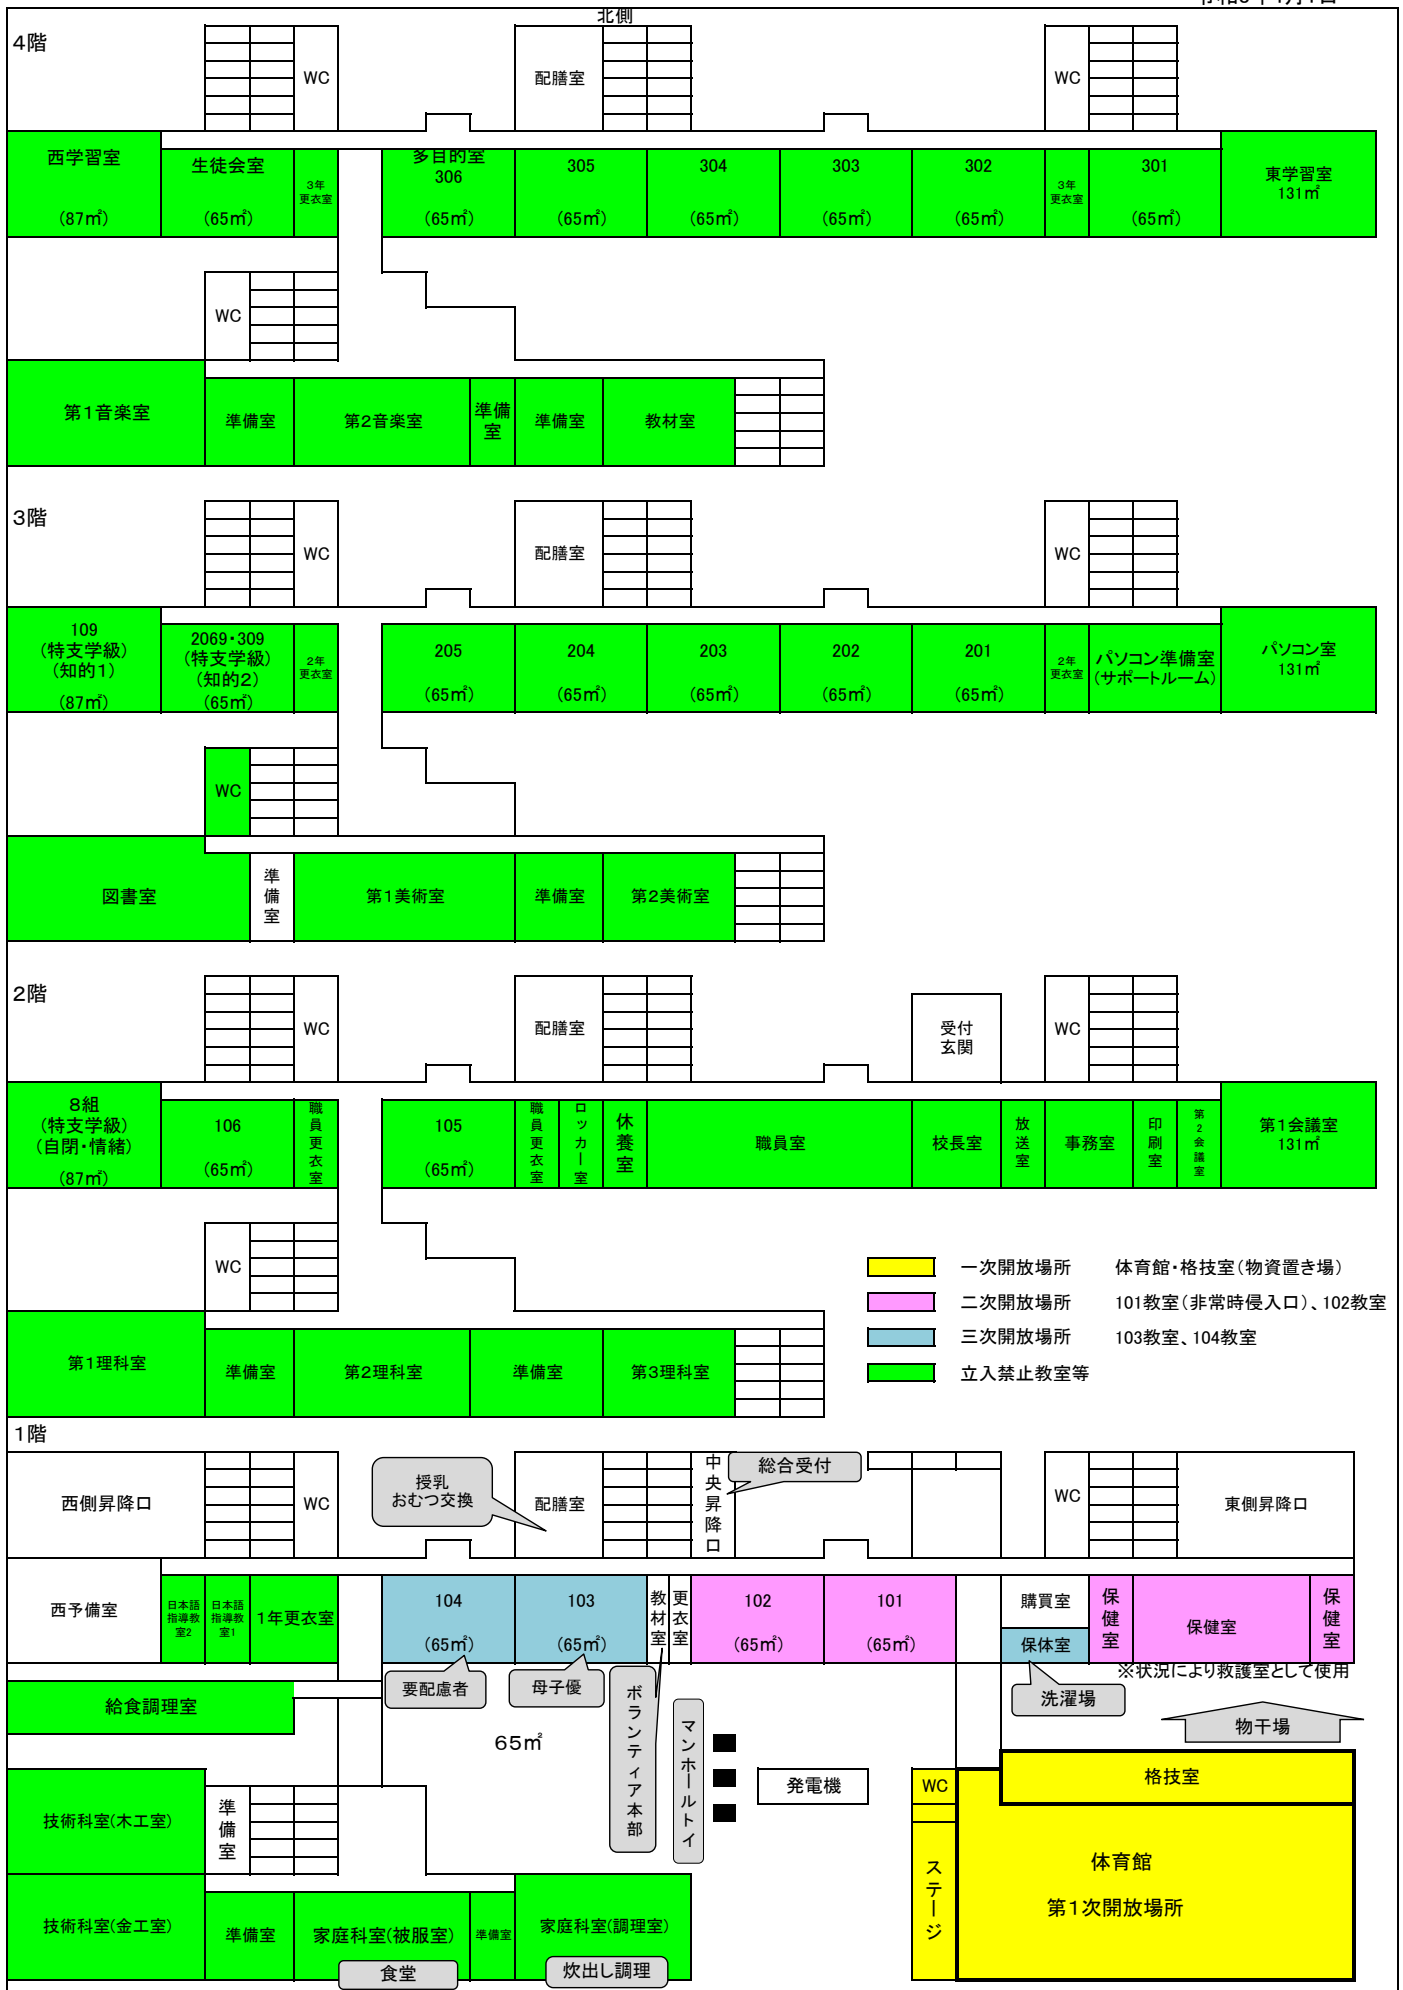 北側
4階
WC
配膳室
WC
西学習室
(87㎡)
生徒会室
(65㎡)
3年
更衣室
多目的室
306
(65㎡)
305
(65㎡)
304
(65㎡)
303
(65㎡)
302
(65㎡)
3年
更衣室
301
(65㎡)
東学習室
131㎡
WC
第1音楽室
準備室
第2音楽室
準備
室
準備室
教材室
3階
WC
配膳室
WC
109
(特支学級)
(知的1)
(87㎡)
2069・309
(特支学級)
(知的2)
(65㎡)
2年
更衣室
205
(65㎡)
204
(65㎡)
203
(65㎡)
202
(65㎡)
201
(65㎡)
2年
更衣室
パソコン準備室
(サポートルーム)
パソコン室
131㎡
WC
図書室
準備室
第1美術室
準備室
第2美術室
2階
WC
配膳室
受付
玄関
WC
8組
(特支学級)
(自閉・情緒)
(87㎡)
106
(65㎡)
職員更衣室
105
(65㎡)
職員更衣室
ロッカー室
休養室
職員室
校長室
放送室
事務室
印刷室
第2会議室
第1会議室
131㎡
WC
一次開放場所 体育館・格技室(物資置き場)
二次開放場所 101教室(非常時侵入口)、102教室
三次開放場所 103教室、104教室
立入禁止教室等
第1理科室
準備室
第2理科室
準備室
第3理科室
1階
西側昇降口
WC
授乳
おむつ交換
配膳室
中央昇降口
総合受付
WC
東側昇降口
西予備室
日本語
指導教
室2
日本語
指導教
室1
1年更衣室
104
(65㎡)
103
(65㎡)
教材室
更衣室
102
(65㎡)
101
(65㎡)
購買室
保体室
保健室
保健室
保健室
※状況により救護室として使用
要配慮者
母子優
ボランティア本部
マンホールトイ
洗濯場
物干場
給食調理室
65㎡
発電機
WC
格技室
技術科室(木工室)
準備室
ステージ
体育館
第1次開放場所
技術科室(金工室)
準備室
家庭科室(被服室)
準備室
家庭科室(調理室)
食堂
炊出し調理